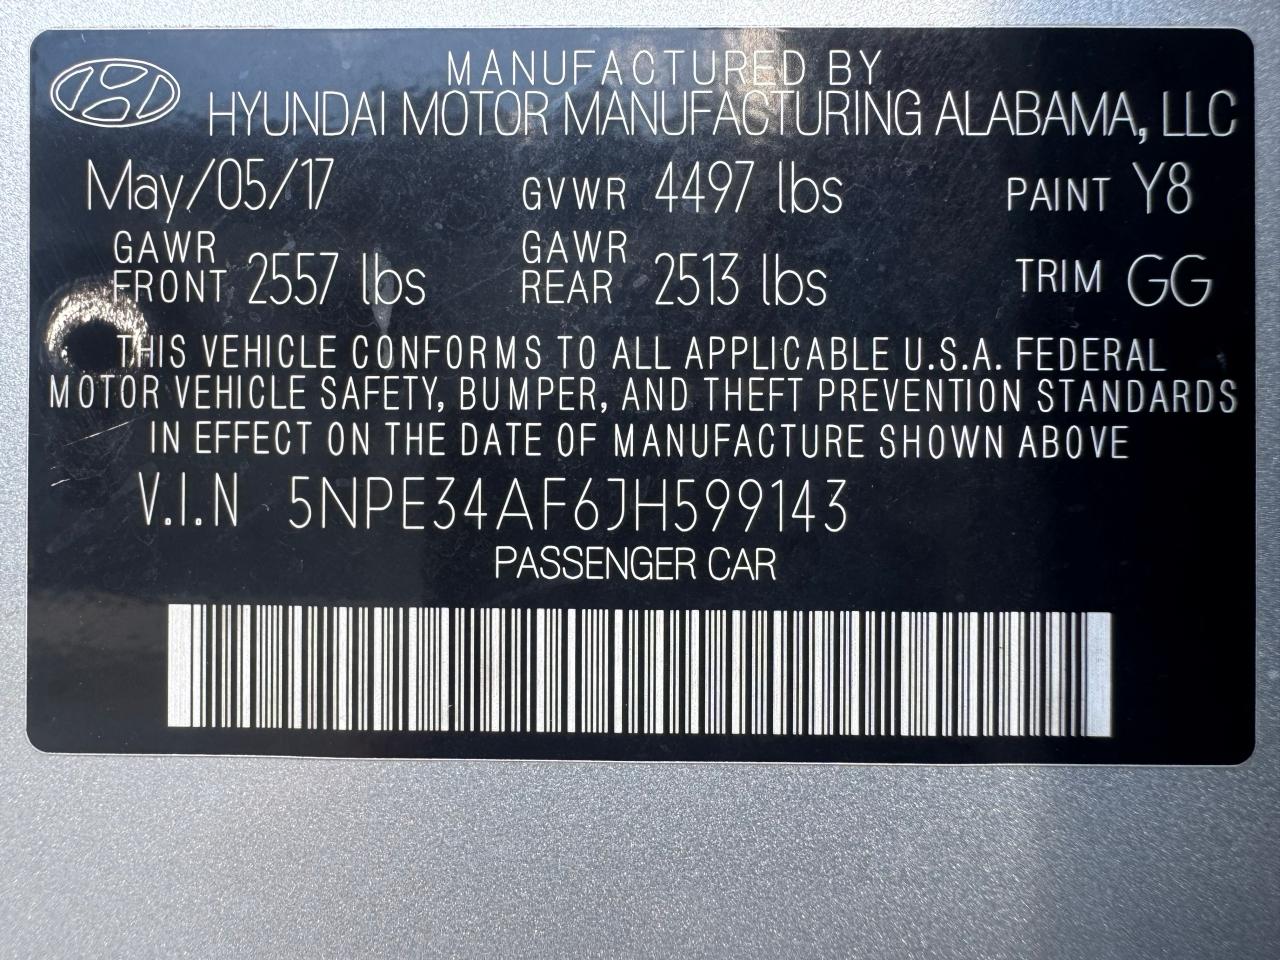 MANUFACTURED BY
HYUNDAI MOTOR MANUFACTURING ALABAMA, LLC
May/05/17 GVWR 4497 lbs PAINT Y8
GAWR FRONT 2557 lbs GAWR REAR 2513 lbs TRIM GG
THIS VEHICLE CONFORMS TO ALL APPLICABLE U.S.A. FEDERAL
MOTOR VEHICLE SAFETY, BUMPER, AND THEFT PREVENTION STANDARDS
IN EFFECT ON THE DATE OF MANUFACTURE SHOWN ABOVE
V.I.N 5NPE34AF6JH599143
PASSENGER CAR